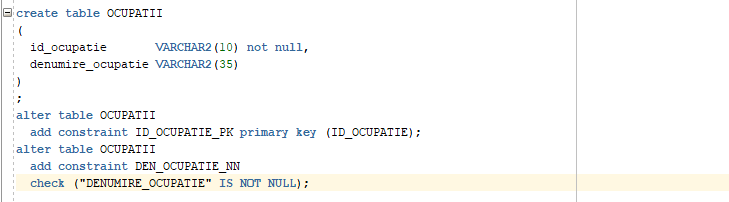 create table OCUPATII
(
  id_ocupatie       VARCHAR2(10) not null,
  denumire_ocupatie VARCHAR2(35)
)
;
alter table OCUPATII
  add constraint ID_OCUPATIE_PK primary key (ID_OCUPATIE);
alter table OCUPATII
  add constraint DEN_OCUPATIE_NN
  check ("DENUMIRE_OCUPATIE" IS NOT NULL);